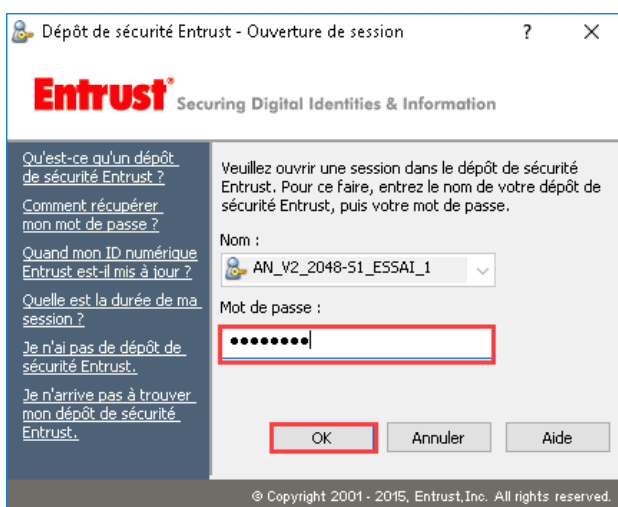 Dépôt de sécurité Entrust - Ouverture de session
Entrust® Securing Digital Identities & Information
Qu'est-ce qu'un dépôt
de sécurité Entrust ?
Comment récupérer
mon mot de passe ?
Quand mon ID numérique
Entrust est-il mis à jour ?
Quelle est la durée de ma
session ?
Je n'ai pas de dépôt de
sécurité Entrust.
Je n'arrive pas à trouver
mon dépôt de sécurité
Entrust.
Veuillez ouvrir une session dans le dépôt de sécurité
Entrust. Pour ce faire, entrez le nom de votre dépôt de
sécurité Entrust, puis votre mot de passe.
Nom :
AN_V2_2048-S1_ESSAI_1
Mot de passe :
●●●●●●●●
OK Annuler Aide
© Copyright 2001 - 2015, Entrust,Inc. All rights reserved.